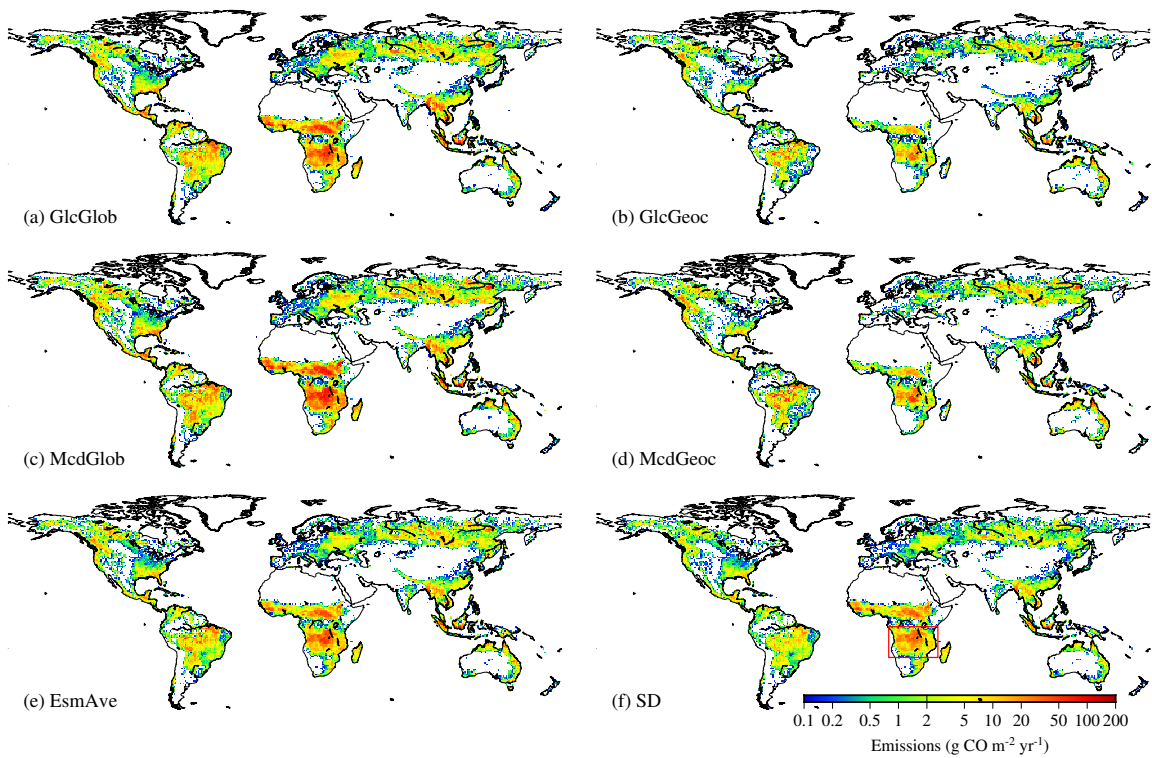 (a) GlcGlob
(b) GlcGeoc
(c) McdGlob
(d) McdGeoc
(e) EsmAve
(f) SD
0.1 0.2 0.5 1 2 5 10 20 50 100 200
Emissions (g CO m⁻² yr⁻¹)